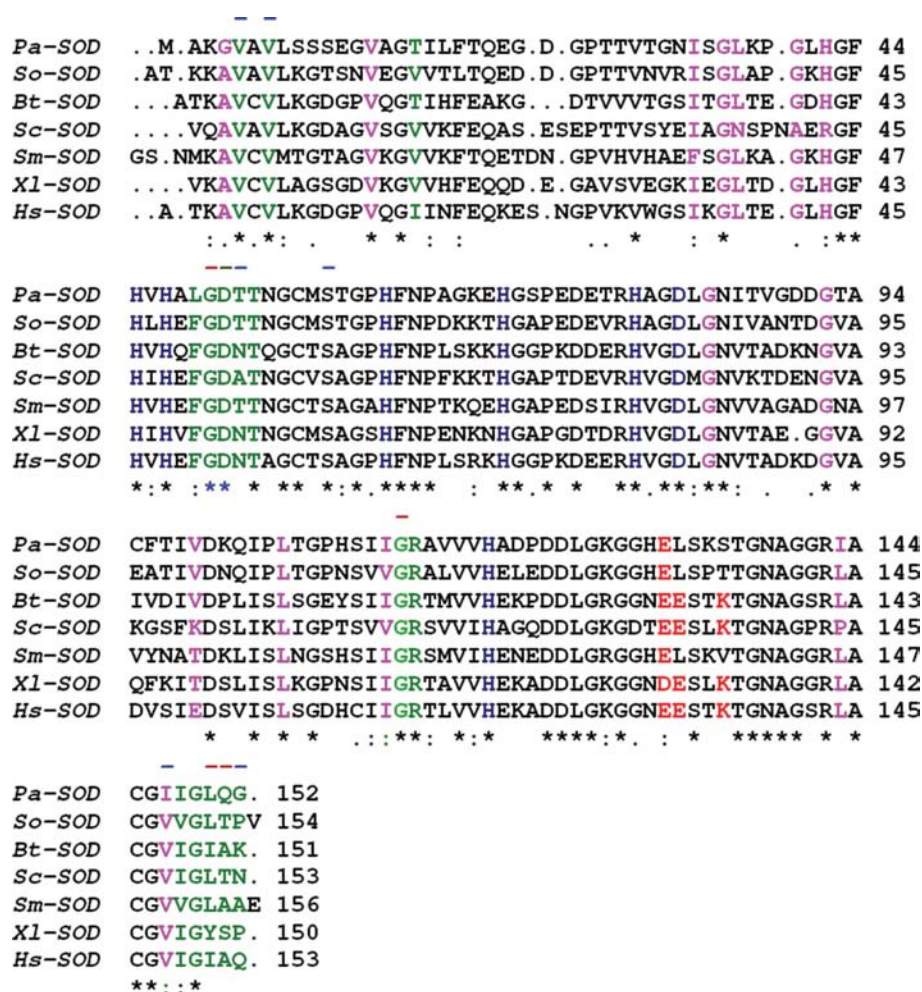 Pa-SOD ..M.AKGVAVLSSSEGVAGTILFTQEG.D.GPTTVTGNISGLKP.GLHGF 44
So-SOD .AT.KKAVAVLKGTSNVEGVVTLTQED.D.GPTTVNVRISGLAP.GKHGF 45
Bt-SOD ...ATKAVCVLKGDGPVQGTIHFEAKG...DTVVVTGSITGLTE.GDHGF 43
Sc-SOD ....VQAVAVLKGDAGVSGVVKFEQAS.ESEPTTVSYEIAGNSPNAERGF 45
Sm-SOD GS.NMKAVCVMTGTAGVKGVVKFTQETDN.GPVHVHAEFSGLKA.GKHGF 47
Xl-SOD ....VKAVCVLAGSGDVKGVVHFEQQD.E.GAVSVEGKIEGLTD.GLHGF 43
Hs-SOD ..A.TKAVCVLKGDGPVQGIINFEQKES.NGPVKVWGSIKGLTE.GLHGF 45
:.*.*: . * * : : .. * : * . :**
Pa-SOD HVHALGDTTNGCMSTGPHFNPAGKEHGSPEDETRHAGDLGNITVGDDGTA 94
So-SOD HLHEFGDTTNGCMSTGPHFNPDKKTHGAPEDEVRHAGDLGNIVANTDGVA 95
Bt-SOD HVHQFGDNTQGCTSAGPHFNPLSKKHGGPKDDERHVGDLGNVTADKNGVA 93
Sc-SOD HIHEFGDATNGCVSAGPHFNPFKKTHGAPTDEVRHVGDMGNVKTDENGVA 95
Sm-SOD HVHEFGDTTNGCTSAGAHFNPTKQEHGAPEDSIRHVGDLGNVVAGADGNA 97
Xl-SOD HIHVFGDNTNGCMSAGSHFNPENKNHGAPGDTDRHVGDLGNVTAE.GGVA 92
Hs-SOD HVHEFGDNTAGCTSAGPHFNPLSRKHGGPKDEERHVGDLGNVTADKDGVA 95
*:* :** * ** *:*.**** : **.* * **.**:**: . . * *
Pa-SOD CFTIVDKQIPLTGPHSIIGRAVVVHADPDDLGKGGHELSKSTGNAGGRIA 144
So-SOD EATIVDNQIPLTGPNSVVGRALVVHELEDDLGKGGHELSPTTGNAGGRLA 145
Bt-SOD IVDIVDPLISLSGEYSIIGRTMVVHEKPDDLGRGGNEESTKTGNAGSRLA 143
Sc-SOD KGSFKDSLIKLIGPTSVVGRSVVIHAGQDDLGKGDTEESLKTGNAGPRPA 145
Sm-SOD VYNATDKLISLNGSHSIIGRSMVIHENEDDLGRGGHELSKVTGNAGGRLA 147
Xl-SOD QFKITDSLISLKGPNSIIGRTAVVHEKADDLGKGGNDESLKTGNAGGRLA 142
Hs-SOD DVSIEDSVISLSGDHCIIGRTLVVHEKADDLGKGGNEESTKTGNAGSRLA 145
* * * * .::**: *:* ****:*. : * ***** * *
Pa-SOD CGIIGLQG. 152
So-SOD CGVVGLTPV 154
Bt-SOD CGVIGIAK. 151
Sc-SOD CGVIGLTN. 153
Sm-SOD CGVVGLAAE 156
Xl-SOD CGVIGYSP. 150
Hs-SOD CGVIGIAQ. 153
**::*